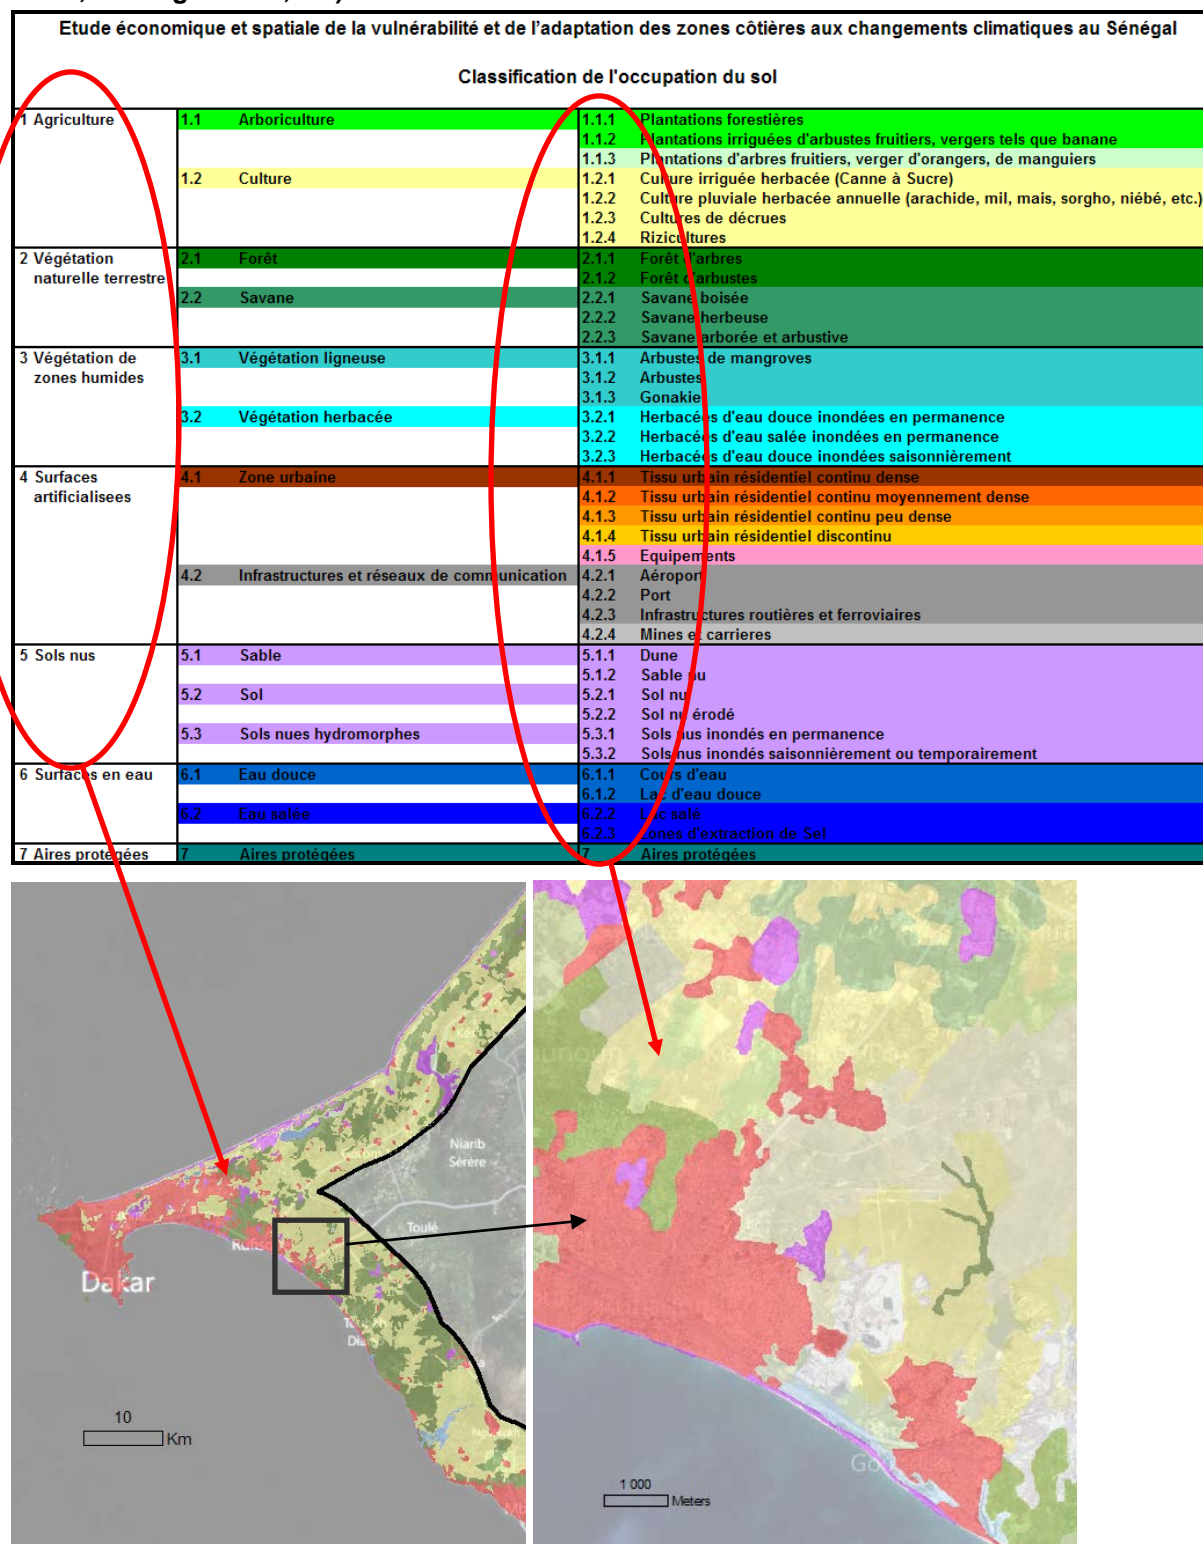 Etude économique et spatiale de la vulnérabilité et de l'adaptation des zones côtières aux changements climatiques au Sénégal
Classification de l'occupation du sol
1 Agriculture 1.1 Arboriculture 1.1.1 Plantations forestières
1.1.2 Plantations irriguées d'arbustes fruitiers, vergers tels que banane
1.1.3 Plantations d'arbres fruitiers, verger d'orangers, de manguiers
1.2 Culture 1.2.1 Culture irriguée herbacée (Canne à Sucre)
1.2.2 Culture pluviale herbacée annuelle (arachide, mil, mais, sorgho, niébé, etc.)
1.2.3 Cultures de décrues
1.2.4 Rizicultures
2 Végétation 2.1 Forêt 2.1.1 Forêt d'arbres
naturelle terrestre 2.1.2 Forêt d'arbustes
2.2 Savane 2.2.1 Savane boisée
2.2.2 Savane herbeuse
2.2.3 Savane arborée et arbustive
3 Végétation de 3.1 Végétation ligneuse 3.1.1 Arbustes de mangroves
zones humides 3.1.2 Arbustes
3.1.3 Gonakie
3.2 Végétation herbacée 3.2.1 Herbacées d'eau douce inondées en permanence
3.2.2 Herbacées d'eau salée inondées en permanence
3.2.3 Herbacées d'eau douce inondées saisonnièrement
4 Surfaces 4.1 Zone urbaine 4.1.1 Tissu urbain résidentiel continu dense
artificialisees 4.1.2 Tissu urbain résidentiel continu moyennement dense
4.1.3 Tissu urbain résidentiel continu peu dense
4.1.4 Tissu urbain résidentiel discontinu
4.1.5 Equipements
4.2 Infrastructures et réseaux de communication 4.2.1 Aéroport
4.2.2 Port
4.2.3 Infrastructures routières et ferroviaires
4.2.4 Mines et carrieres
5 Sols nus 5.1 Sable 5.1.1 Dune
5.1.2 Sable nu
5.2 Sol 5.2.1 Sol nu
5.2.2 Sol nu érodé
5.3 Sols nues hydromorphes 5.3.1 Sols nus inondés en permanence
5.3.2 Sols nus inondés saisonnièrement ou temporairement
6 Surfaces en eau 6.1 Eau douce 6.1.1 Cours d'eau
6.1.2 Lac d'eau douce
6.2 Eau salée 6.2.2 Lac salé
6.2.3 Zones d'extraction de Sel
7 Aires protégées 7 Aires protégées 7 Aires protégées
Niarib
Sérère
Toulé
Dakar
10
Km
1 000
Meters